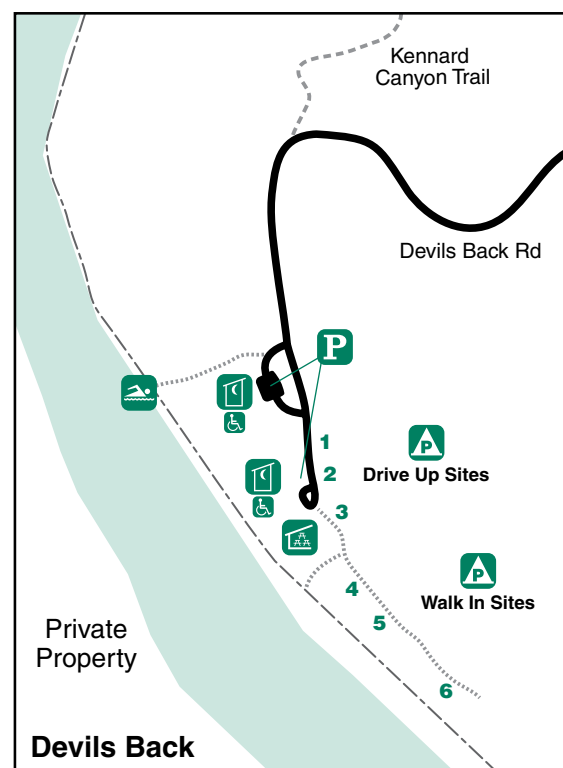 Kennard
Canyon Trail
Devils Back Rd
P
1
P
2
Drive Up Sites
3
P
4
Walk In Sites
5
Private
Property
6
Devils Back